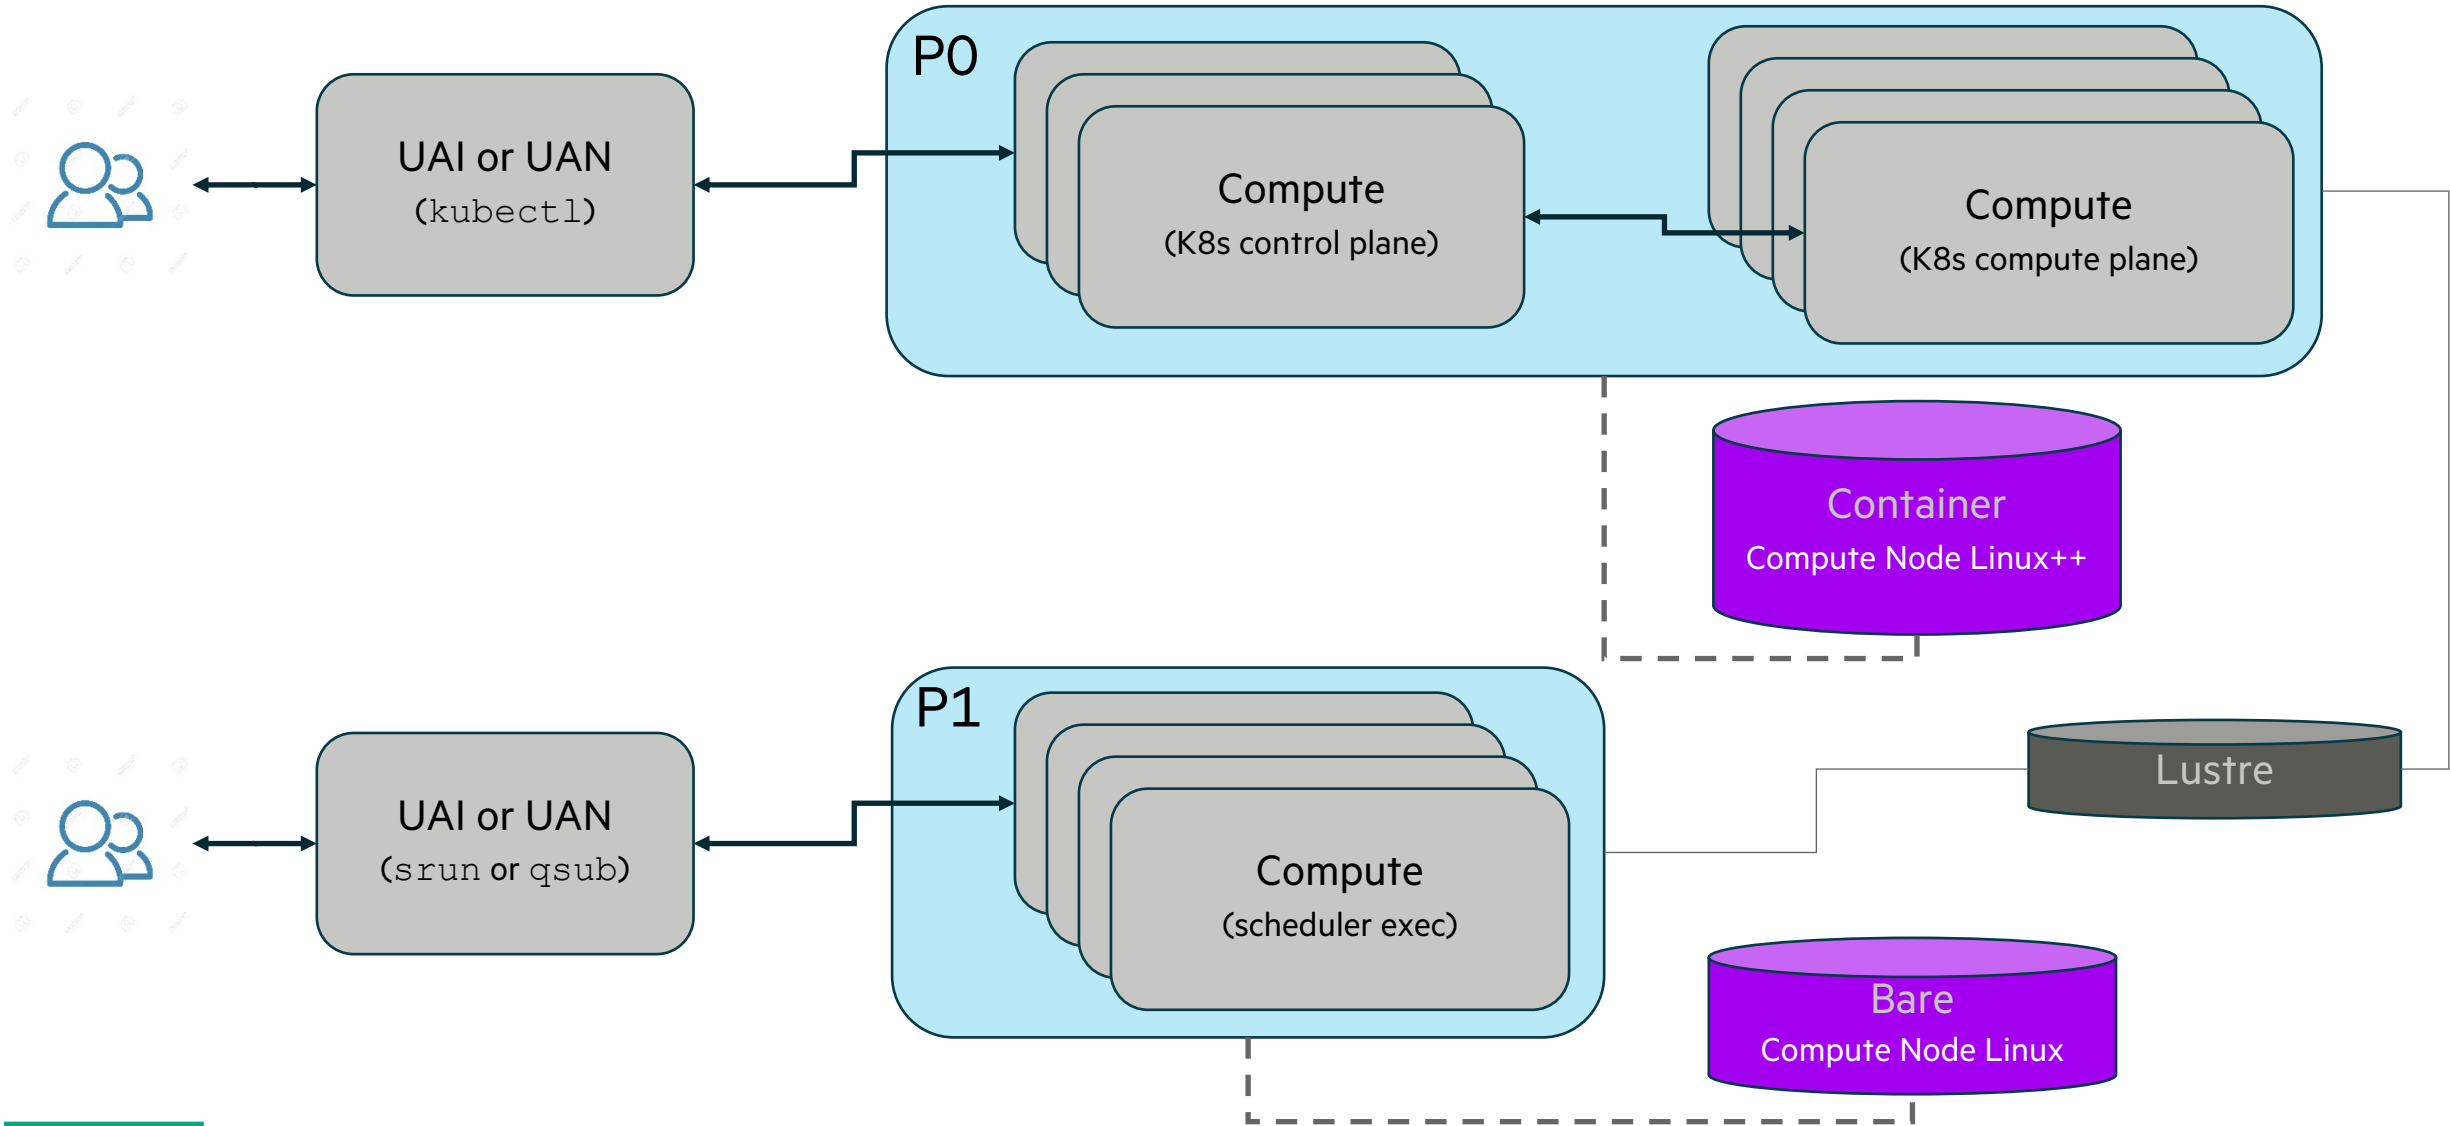 P0
UAI or UAN
(kubectl)
Compute
(K8s control plane)
Compute
(K8s compute plane)
Container
Compute Node Linux++
P1
UAI or UAN
(srun or qsub)
Compute
(scheduler exec)
Lustre
Bare
Compute Node Linux